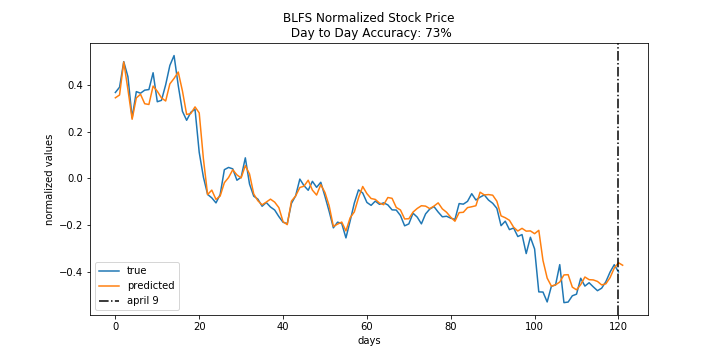 BLFS Normalized Stock Price
Day to Day Accuracy: 73%
normalized values
0.4
0.2
0.0
−0.2
−0.4
true
predicted
april 9
0 20 40 60 80 100 120
days